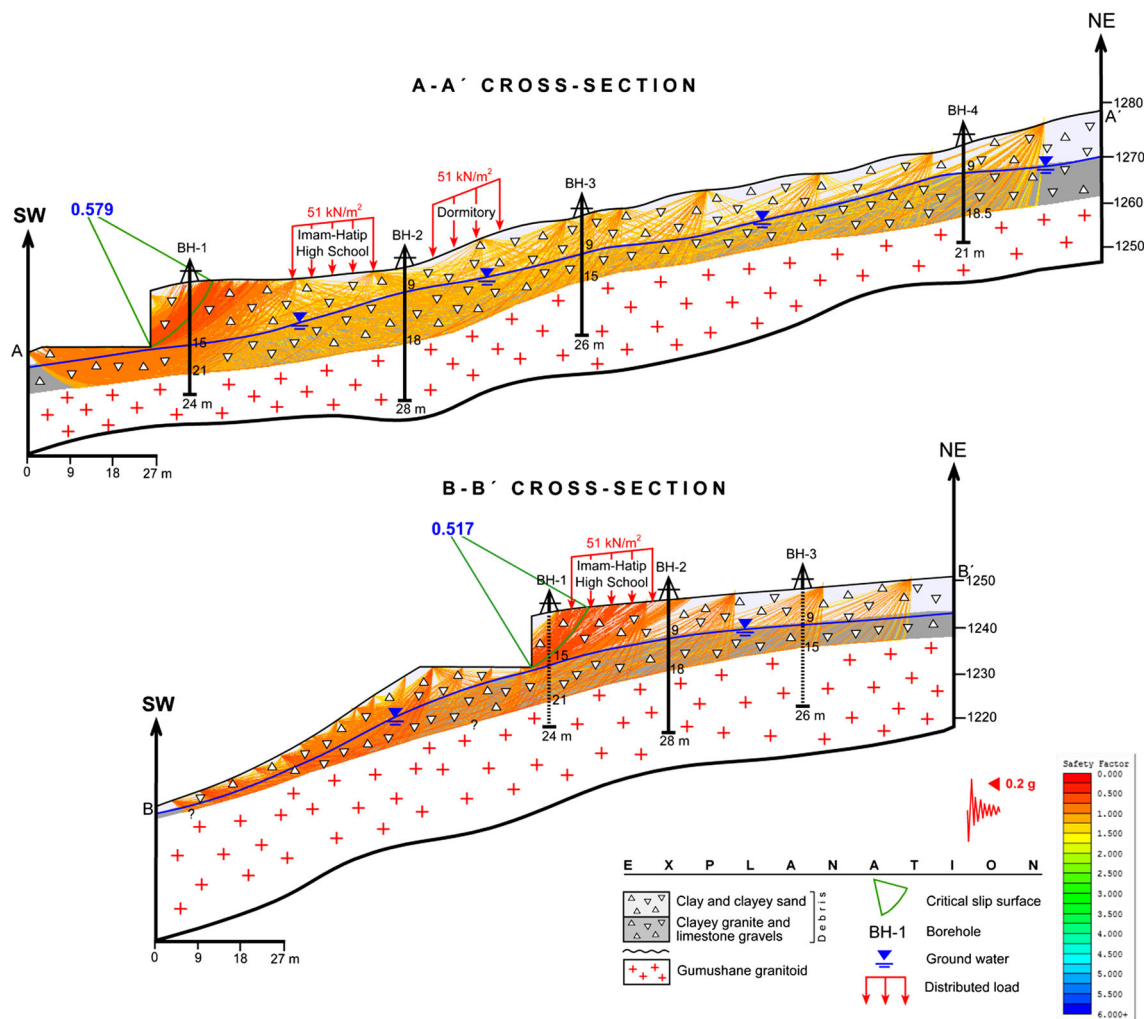 NE
A-A´ CROSS-SECTION
1280
A´
BH-4
51 kN/m²
1270
9
BH-3
SW
0.579
51 kN/m²
Dormitory
1260
18.5
Imam-Hatip
High School
BH-1
BH-2
9
1250
21 m
15
9
A
15
18
26 m
21
24 m
28 m
0
9
18
27 m
NE
B-B´ CROSS-SECTION
0.517
51 kN/m²
BH-3
Imam-Hatip
High School
BH-1
BH-2
B´
1250
9
9
1240
15
18
15
1230
SW
21
26 m
?
24 m
28 m
1220
B
?
0.2 g
0
9
18
27 m
EXPLANATION
Clay and clayey sand
Clayey granite and
limestone gravels
Debris
Gumushane granitoid
Critical slip surface
BH-1
Borehole
Ground water
Distributed load
Safety Factor
0.000
0.500
1.000
1.500
2.000
2.500
3.000
3.500
4.000
4.500
5.000
5.500
6.000+